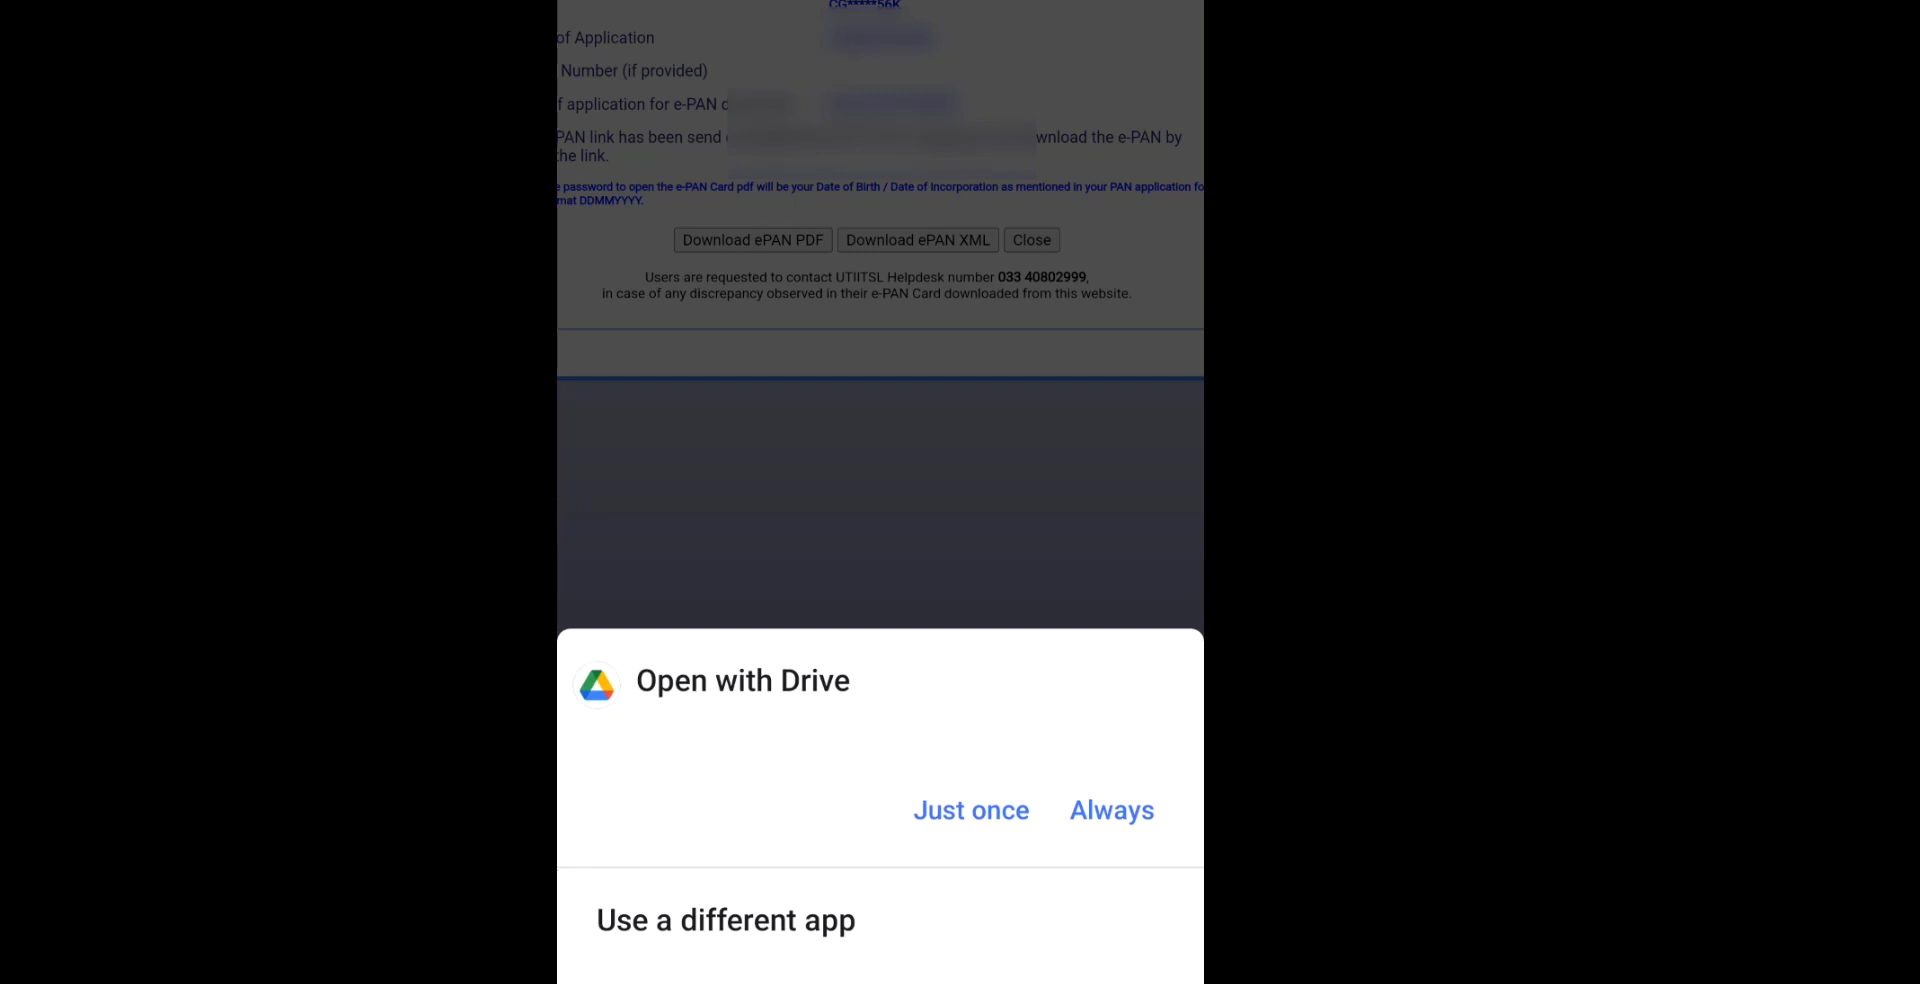 CG*****56K
of Application
Number (if provided)
f application for e-PAN
PAN link has been send wnload the e-PAN by
the link.
e password to open the e-PAN Card pdf will be your Date of Birth / Date of Incorporation as mentioned in your PAN application fo
mat DDMMYYYY.
Download ePAN PDF Download ePAN XML Close
Users are requested to contact UTIITSL Helpdesk number 033 40802999,
in case of any discrepancy observed in their e-PAN Card downloaded from this website.
Open with Drive
Just once Always
Use a different app